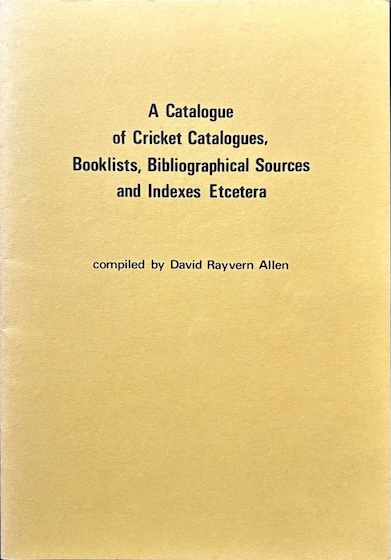 A Catalogue
of Cricket Catalogues,
Booklists, Bibliographical Sources
and Indexes Etcetera
compiled by David Rayvern Allen